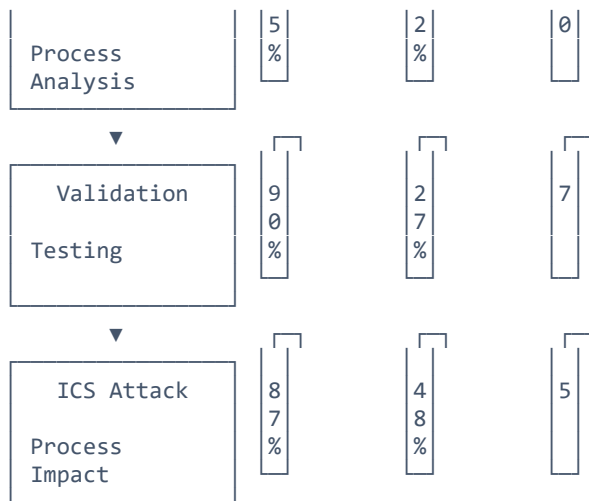 5 2 0
Process % %
Analysis
▼
Validation 9 2 7
0 7
Testing % %
▼
ICS Attack 8 4 5
7 8
Process % %
Impact